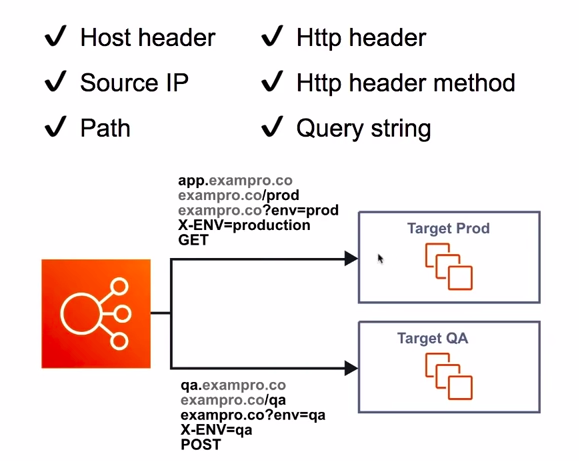 ✓ Host header
✓ Http header
✓ Source IP
✓ Http header method
✓ Path
✓ Query string
app.exampro.co
exampro.co/prod
exampro.co?env=prod
X-ENV=production
GET
Target Prod
Target QA
qa.exampro.co
exampro.co/qa
exampro.co?env=qa
X-ENV=qa
POST